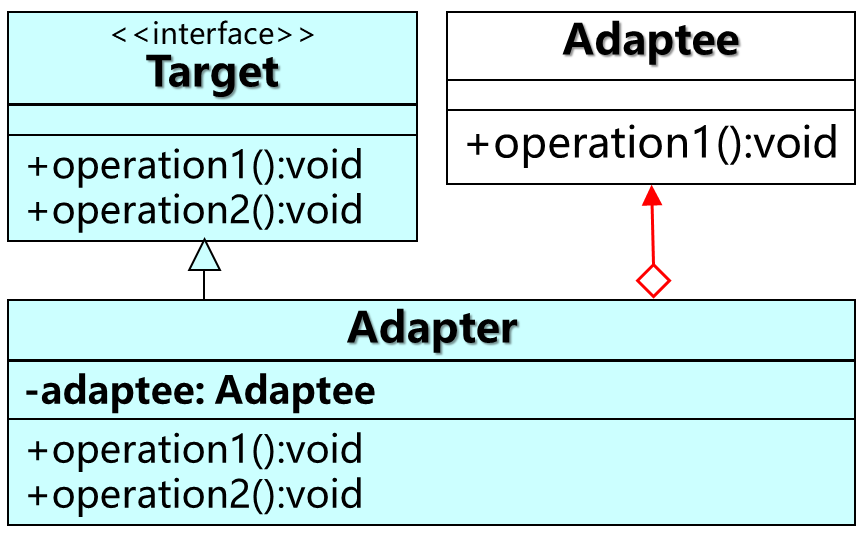 <<interface>>
Target
+operation1():void
+operation2():void
Adaptee
+operation1():void
Adapter
-adaptee: Adaptee
+operation1():void
+operation2():void